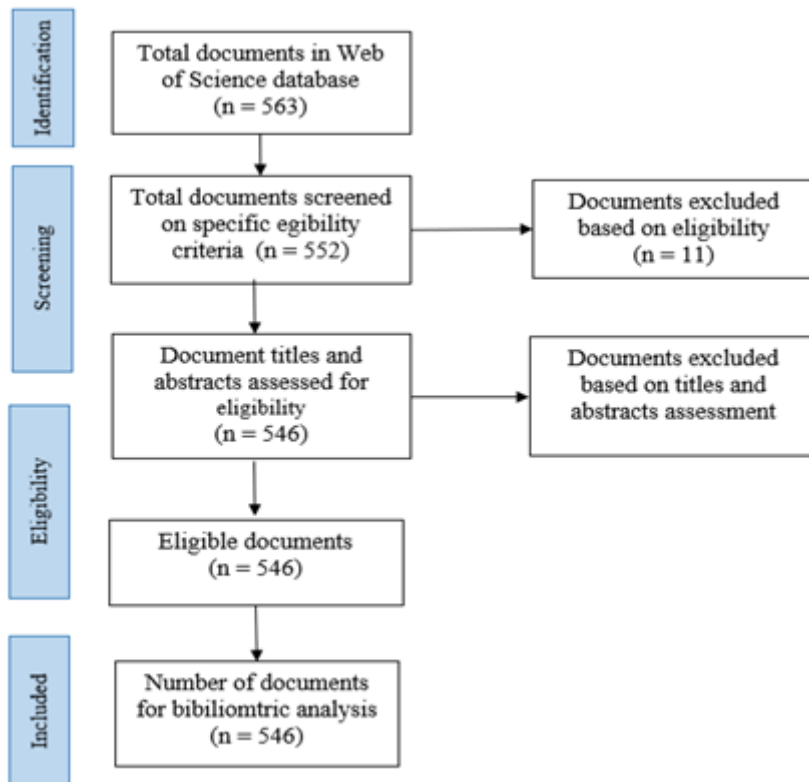 Identification
Total documents in Web
of Science database
(n = 563)
Screening
Total documents screened
on specific egibility
criteria (n = 552)
Documents excluded
based on eligibility
(n = 11)
Document titles and
abstracts assessed for
eligibility
(n = 546)
Documents excluded
based on titles and
abstracts assessment
Eligibility
Eligible documents
(n = 546)
Included
Number of documents
for bibiliomtric analysis
(n = 546)